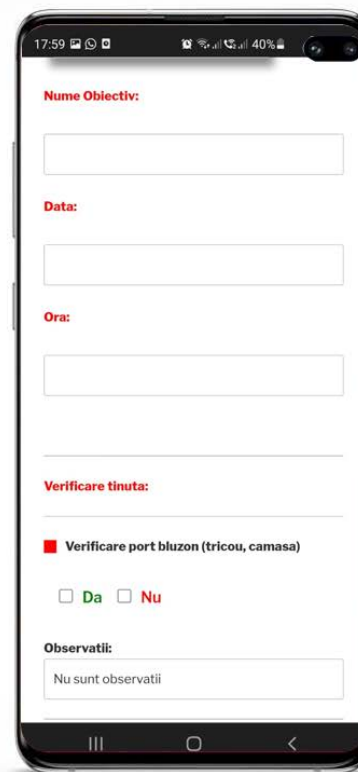 17:59 40%
Nume Obiectiv:
Data:
Ora:
Verificare tinuta:
Verificare port bluzon (tricou, camasa)
Da Nu
Observatii:
Nu sunt observatii